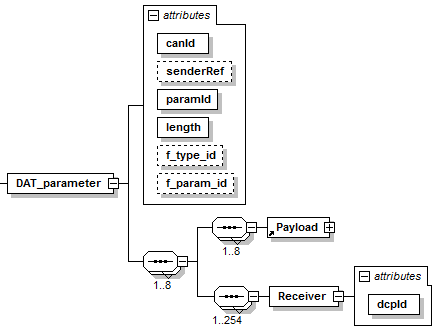 attributes
canId
senderRef
paramId
length
f_type_id
f_param_id
DAT_parameter
Payload
1..8
1..8
Receiver
1..254
attributes
dcpId